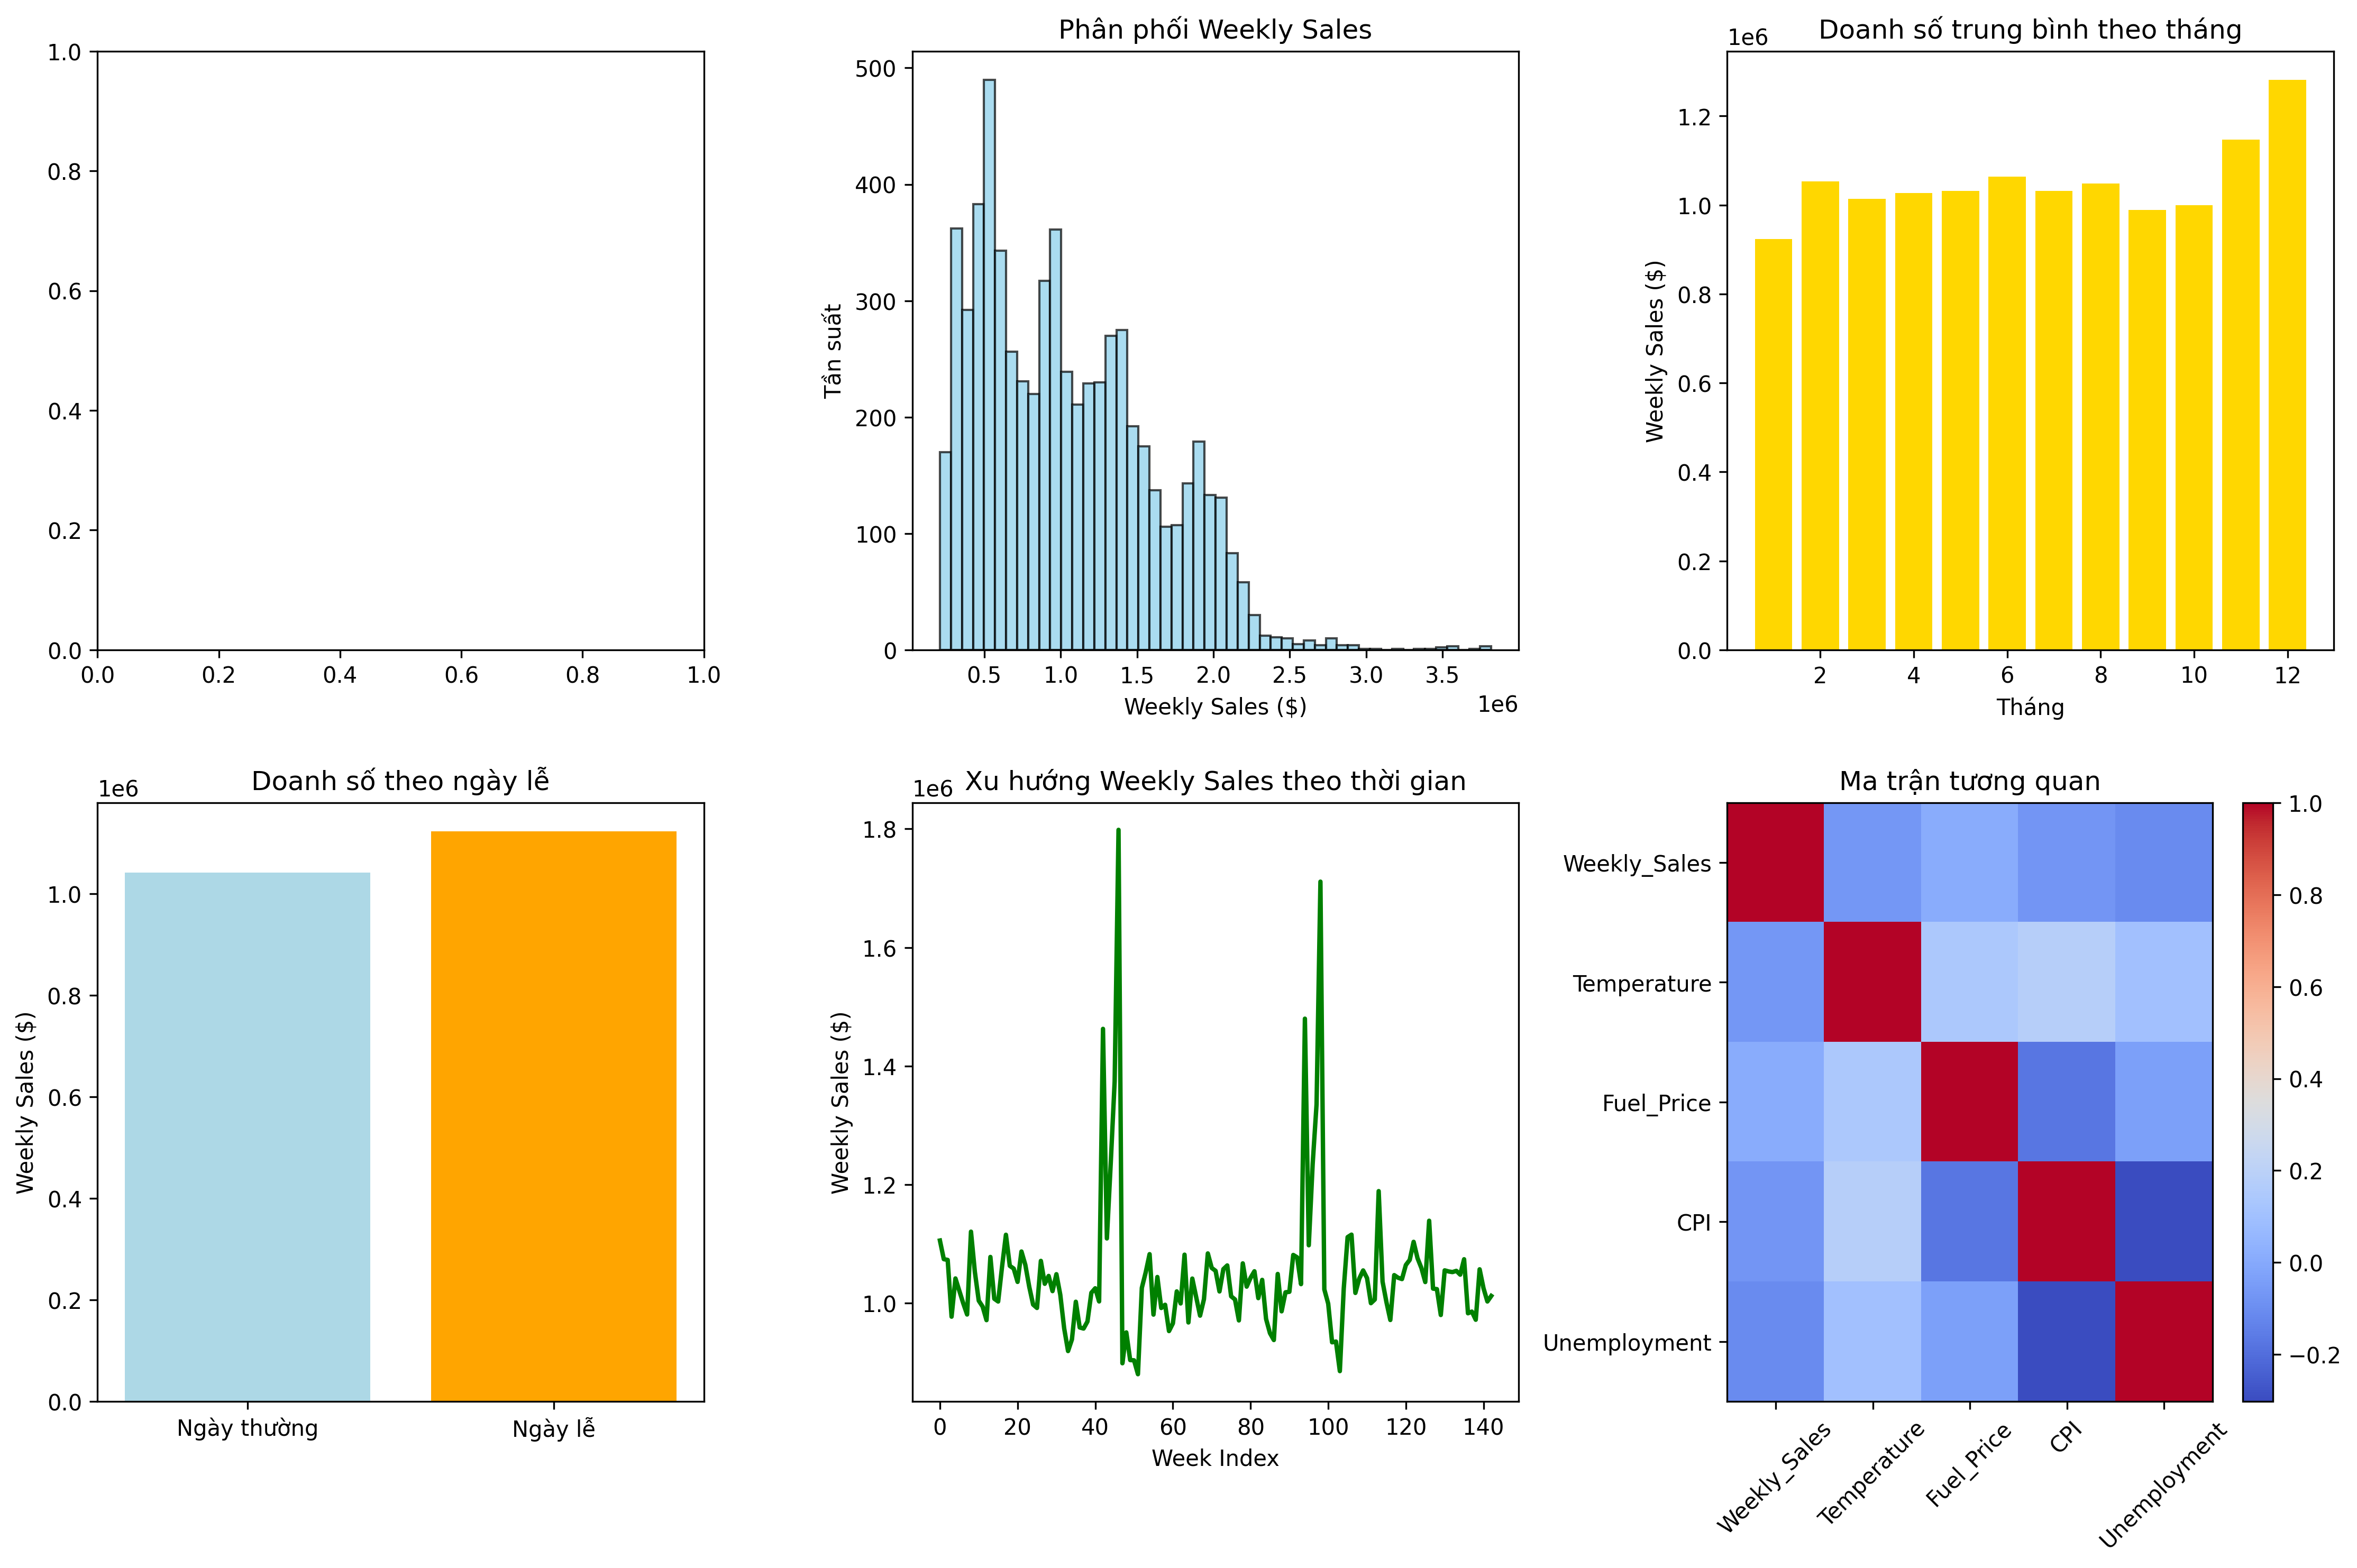 1.0
0.8
0.6
0.4
0.2
0.0
0.0 0.2 0.4 0.6 0.8 1.0
Phân phối Weekly Sales
Tần suất
500
400
300
200
100
0
0.5 1.0 1.5 2.0 2.5 3.0 3.5
Weekly Sales ($)
1e6
Doanh số trung bình theo tháng
1e6
Weekly Sales ($)
1.2
1.0
0.8
0.6
0.4
0.2
0.0
2 4 6 8 10 12
Tháng
Doanh số theo ngày lễ
1e6
Weekly Sales ($)
1.0
0.8
0.6
0.4
0.2
0.0
Ngày thường Ngày lễ
Xu hướng Weekly Sales theo thời gian
1e6
Weekly Sales ($)
1.8
1.6
1.4
1.2
1.0
0 20 40 60 80 100 120 140
Week Index
Ma trận tương quan
Weekly_Sales
Temperature
Fuel_Price
CPI
Unemployment
Weekly_Sales Temperature Fuel_Price CPI Unemployment
1.0
0.8
0.6
0.4
0.2
0.0
−0.2